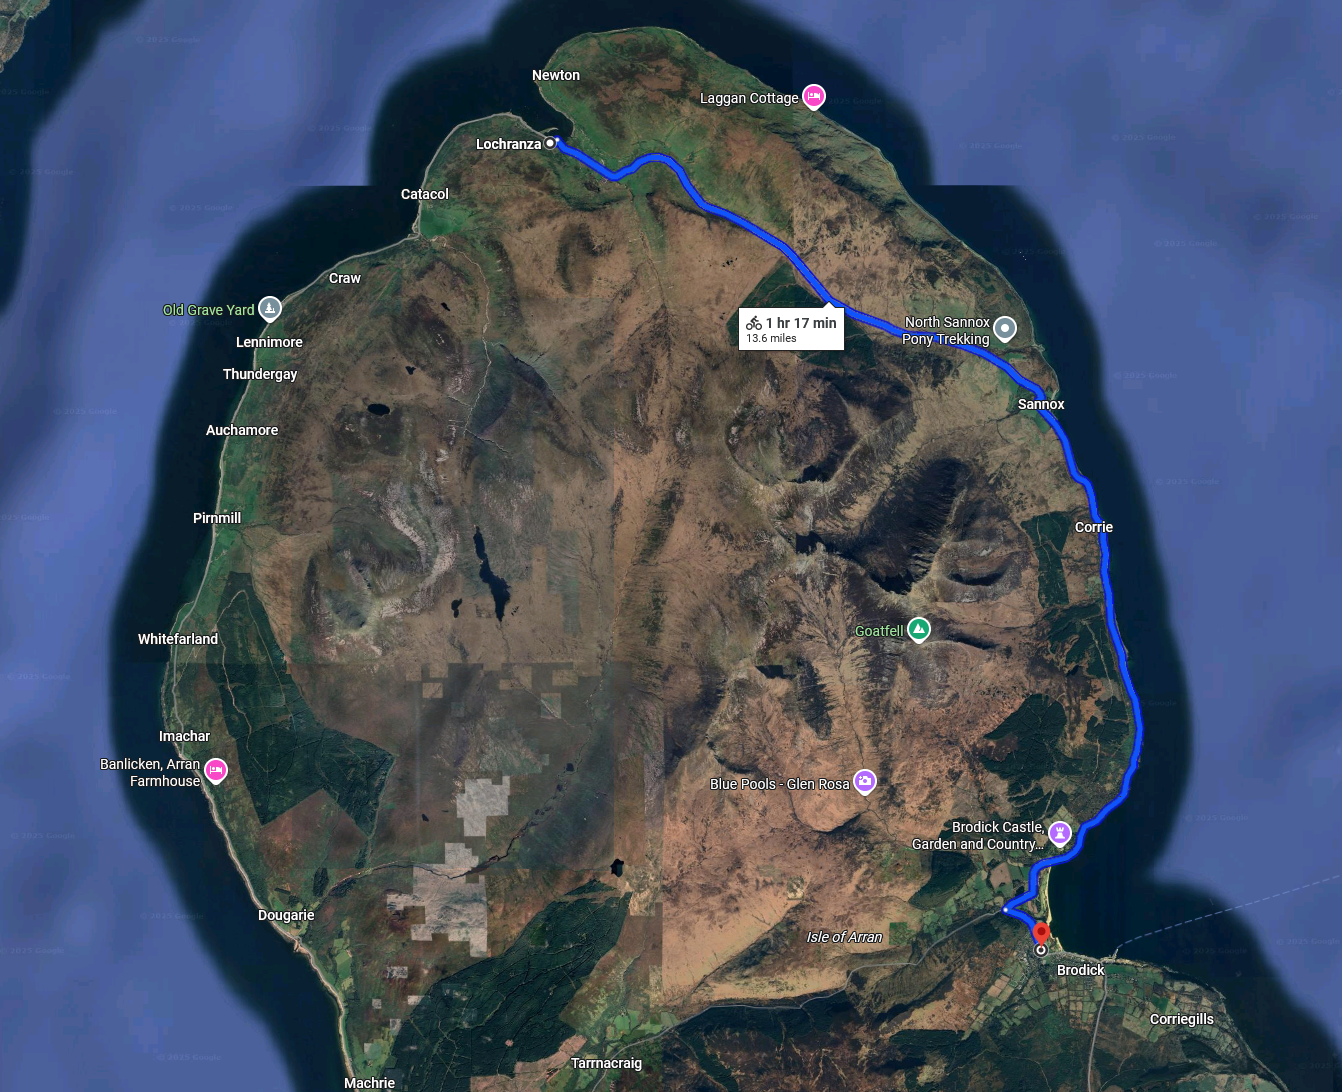 Newton
Laggan Cottage
Lochranza
Catacol
Craw
Old Grave Yard
1 hr 17 min
13.6 miles
North Sannox
Pony Trekking
Lennimore
Thundergay
Sannox
Auchamore
Pirnmill
Corrie
Goatfell
Whitefarland
Imachar
Banlicken, Arran
Farmhouse
Blue Pools - Glen Rosa
Brodick Castle,
Garden and Country...
Dougarie
Isle of Arran
Brodick
Corriegills
Tarrnacraig
Machrie